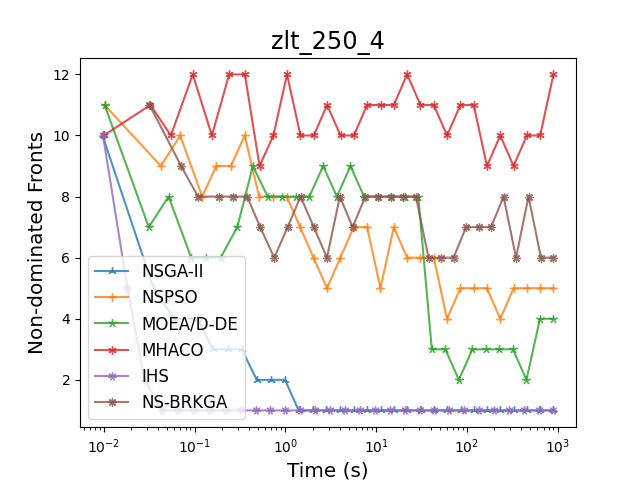 zlt_250_4
Non-dominated Fronts
12
10
8
6
4
2
NSGA-II
NSPSO
MOEA/D-DE
MHACO
IHS
NS-BRKGA
10⁻² 10⁻¹ 10⁰ 10¹ 10² 10³
Time (s)